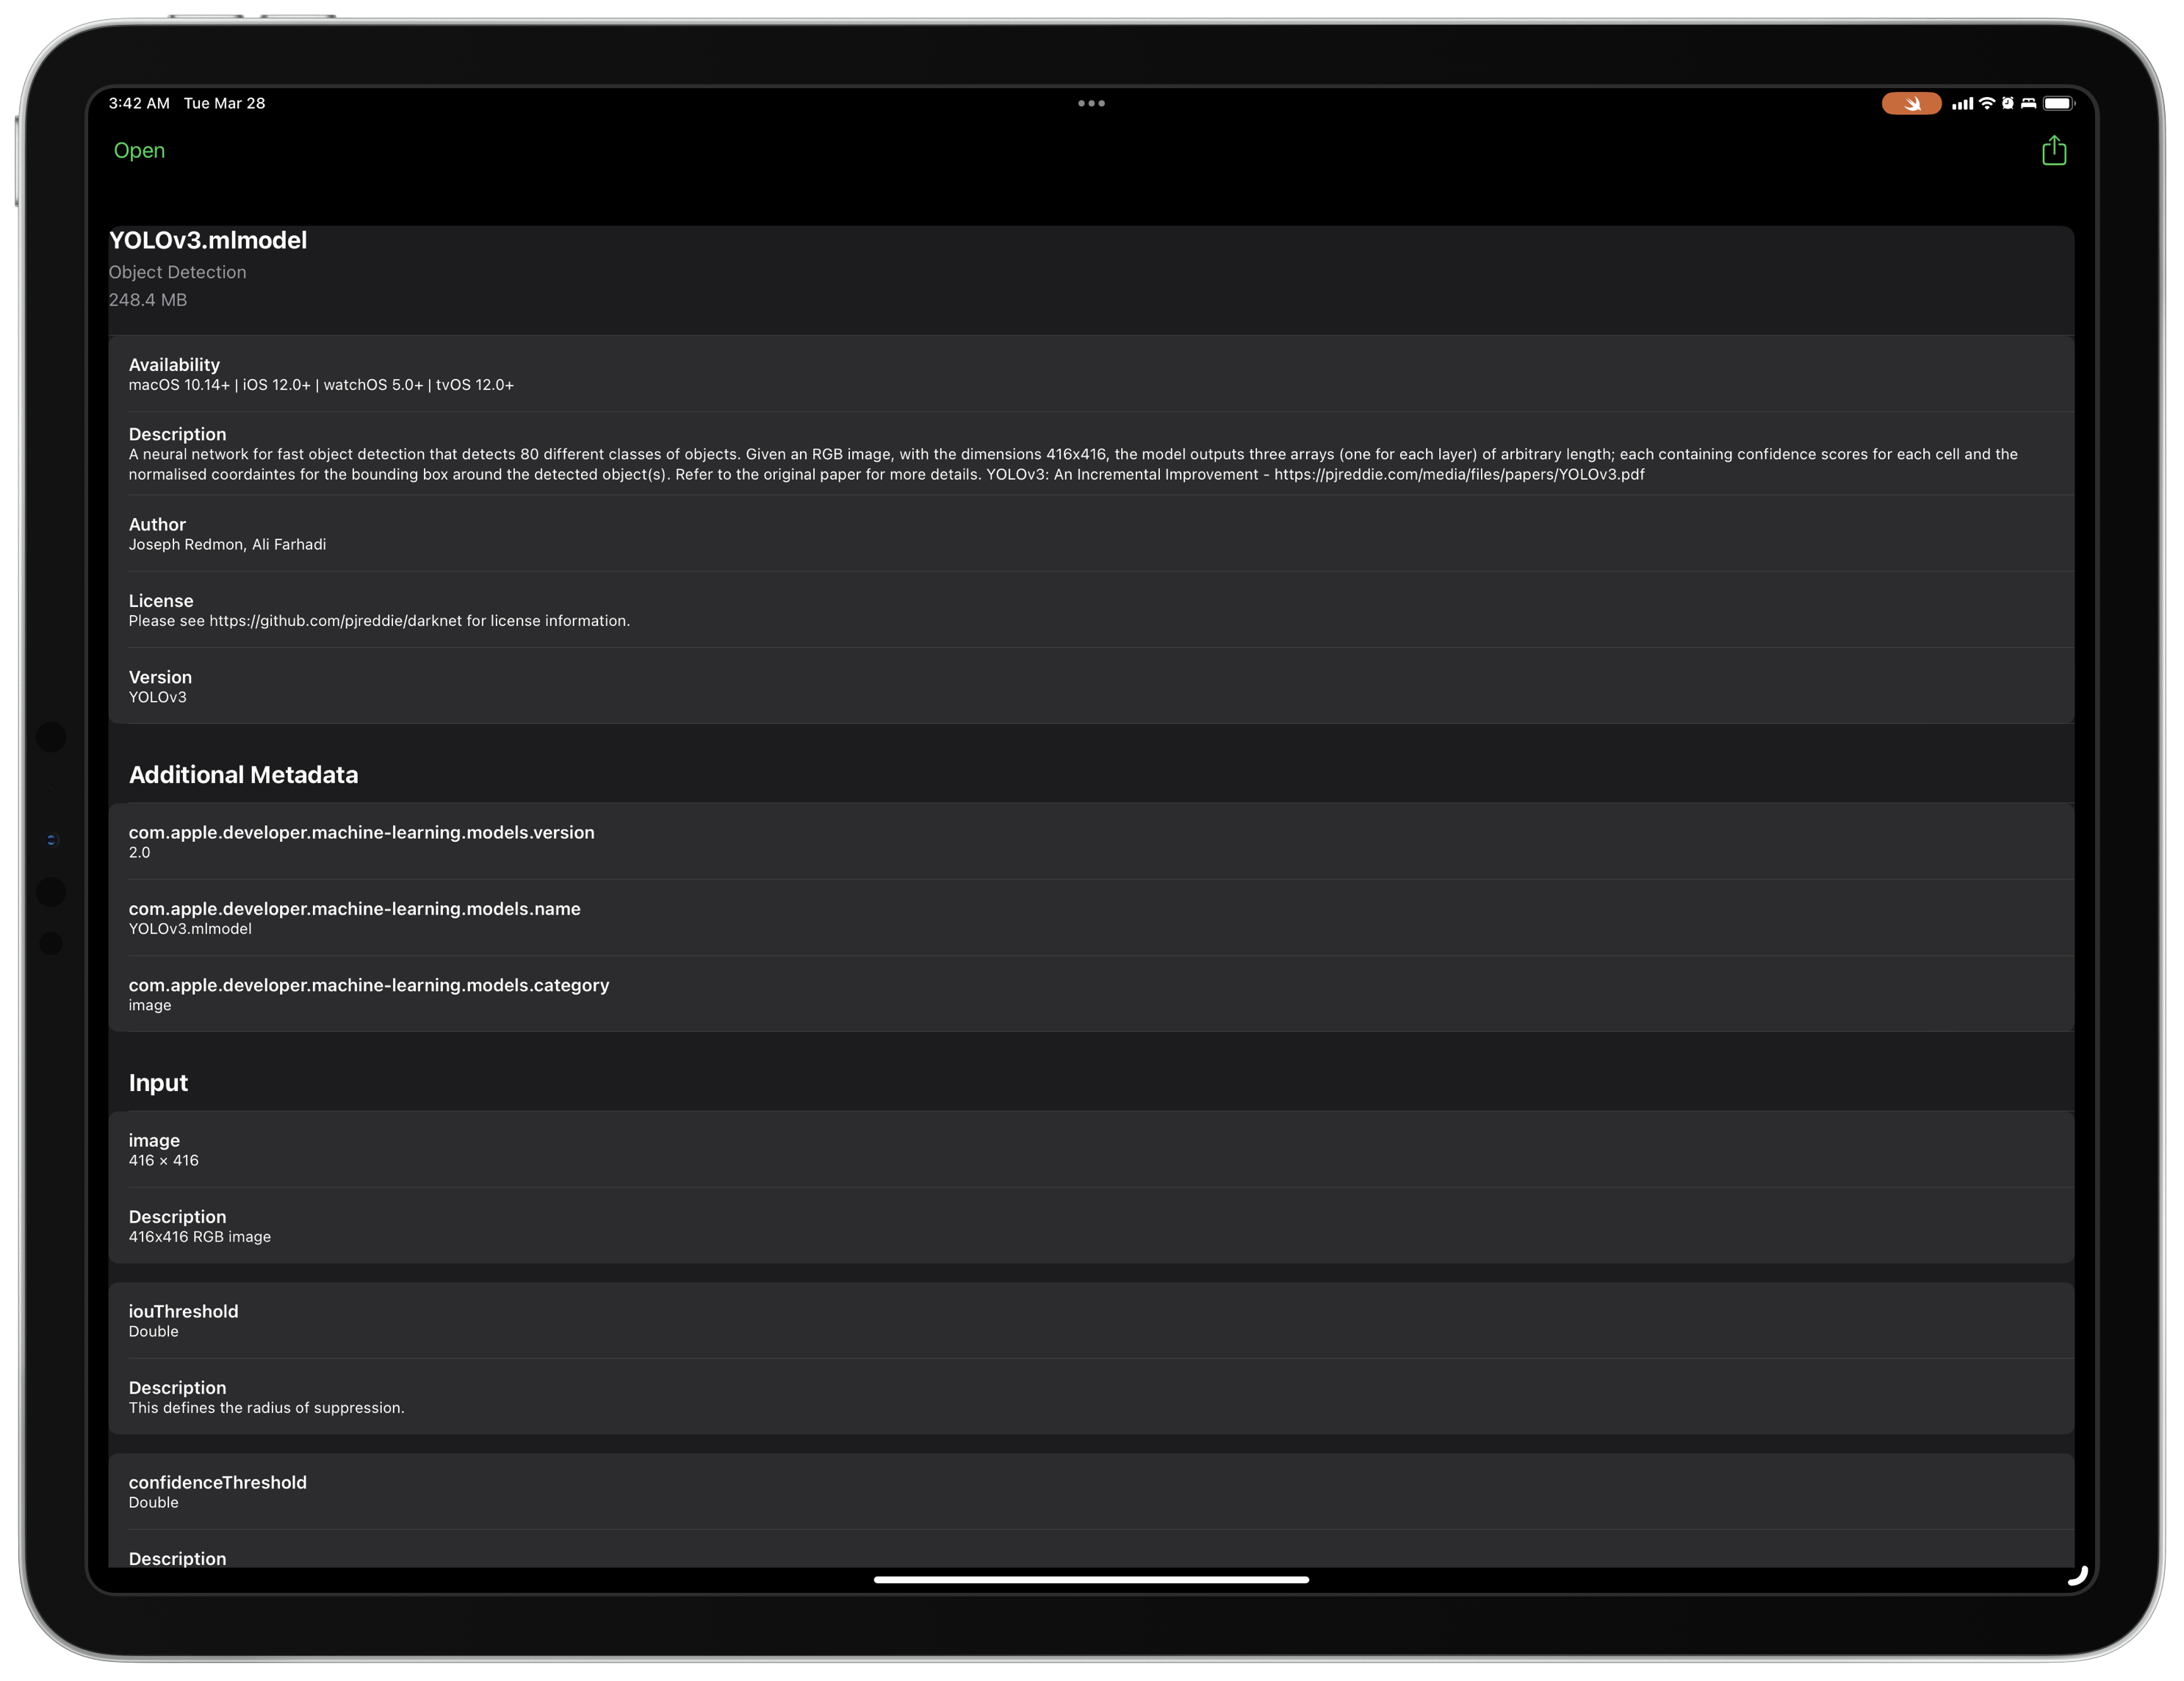 3:42 AM Tue Mar 28
Open
YOLOv3.mlmodel
Object Detection
248.4 MB
Availability
macOS 10.14+ | iOS 12.0+ | watchOS 5.0+ | tvOS 12.0+
Description
A neural network for fast object detection that detects 80 different classes of objects. Given an RGB image, with the dimensions 416x416, the model outputs three arrays (one for each layer) of arbitrary length; each containing confidence scores for each cell and the
normalised coordaintes for the bounding box around the detected object(s). Refer to the original paper for more details. YOLOv3: An Incremental Improvement - https://pjreddie.com/media/files/papers/YOLOv3.pdf
Author
Joseph Redmon, Ali Farhadi
License
Please see https://github.com/pjreddie/darknet for license information.
Version
YOLOv3
Additional Metadata
com.apple.developer.machine-learning.models.version
2.0
com.apple.developer.machine-learning.models.name
YOLOv3.mlmodel
com.apple.developer.machine-learning.models.category
image
Input
image
416 × 416
Description
416x416 RGB image
iouThreshold
Double
Description
This defines the radius of suppression.
confidenceThreshold
Double
Description